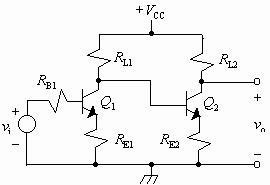 +V_CC
R_L1
R_L2
R_B1
Q_1
Q_2
+
+
v_i
v_o
R_E1
R_E2
−
−